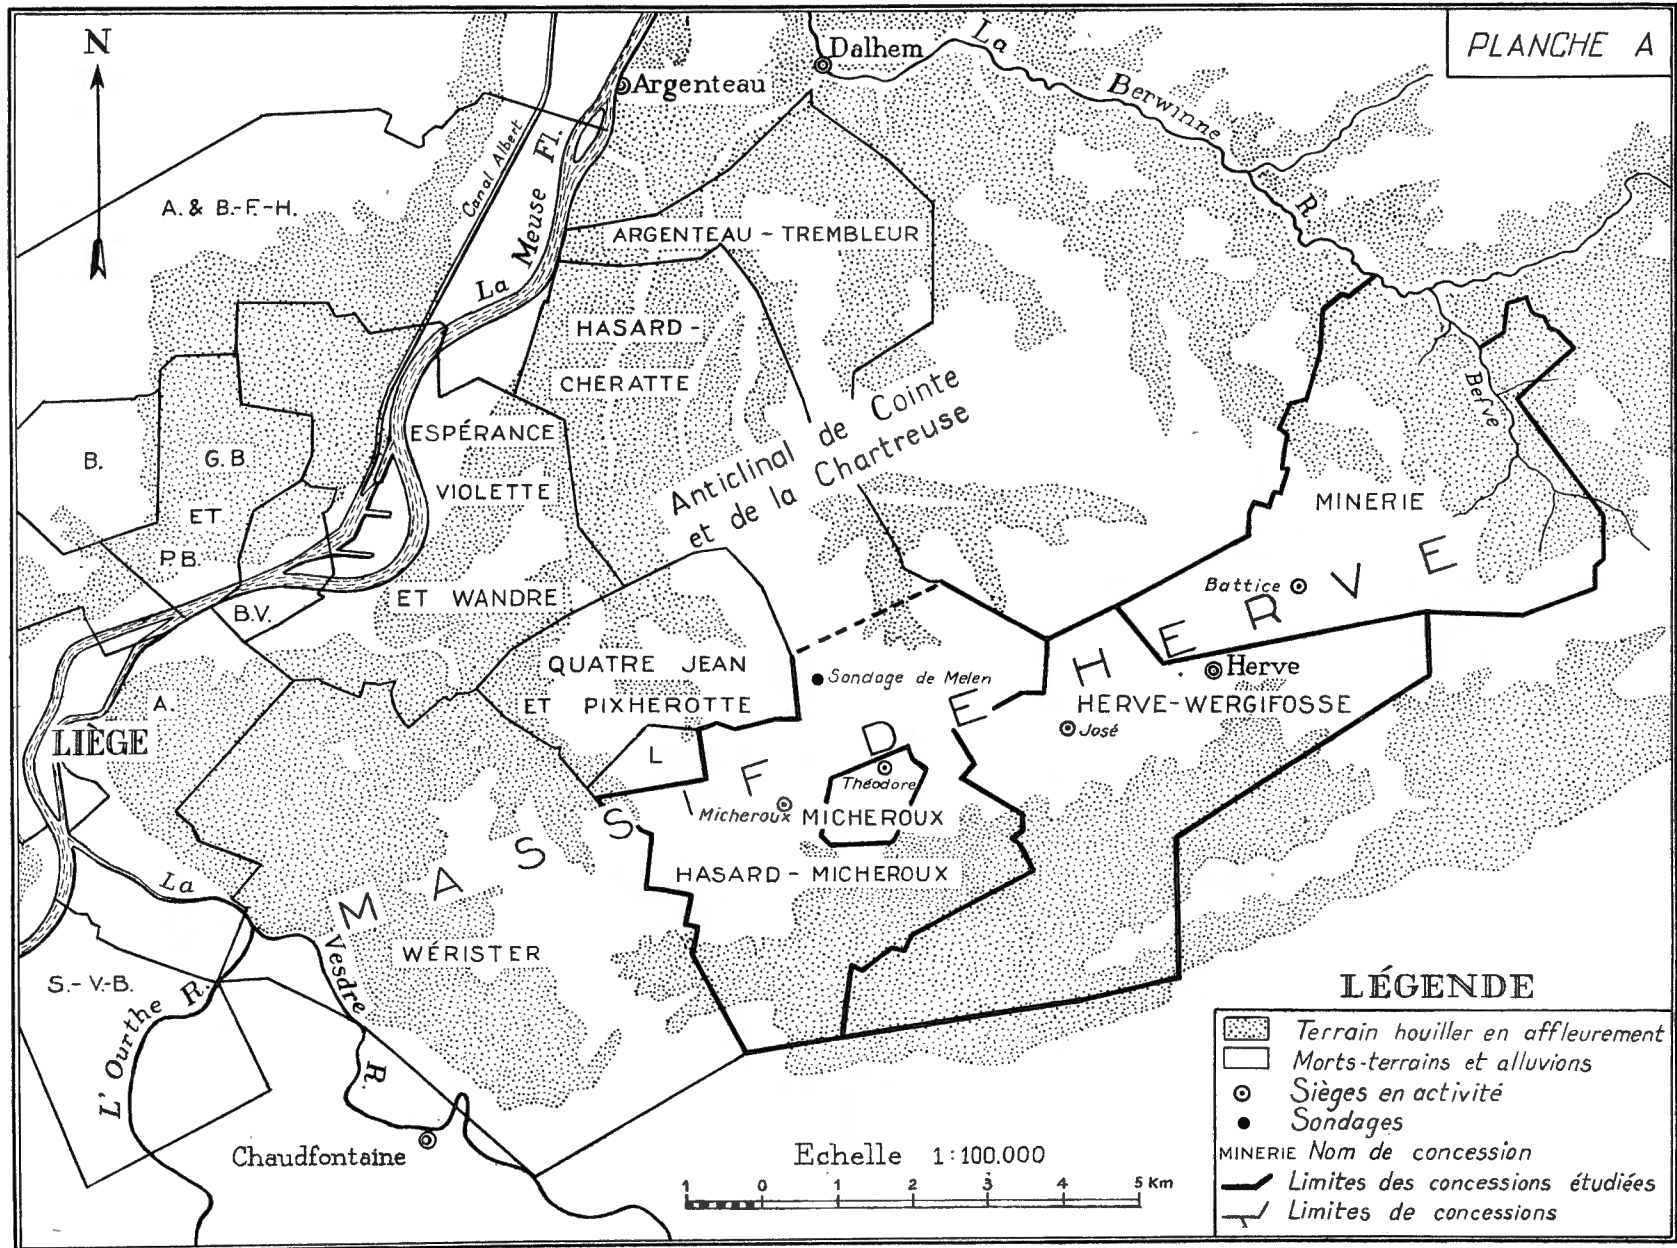 PLANCHE A
N
Dalhem
La Berwinne R.
Argenteau
Canal Albert
La Meuse Fl.
A. & B.-F.-H.
ARGENTEAU - TREMBLEUR
HASARD -
CHERATTE
Anticlinal de Cointe
et de la Chartreuse
Befve
B.
G.B
ET
P.B.
B.V.
ESPÉRANCE
VIOLETTE
ET WANDRE
MINERIE
Battice
MASSIF DE HERVE
QUATRE JEAN
ET PIXHEROTTE
Sondage de Melen
Herve
HERVE-WERGIFOSSE
José
A.
LIÈGE
L
Théodore
Micheroux
MICHEROUX
HASARD - MICHEROUX
WÉRISTER
La Vesdre R.
S.- V.-B.
L' Ourthe R.
Chaudfontaine
Echelle 1:100.000
1 0 1 2 3 4 5 Km
LÉGENDE
Terrain houiller en affleurement
Morts-terrains et alluvions
Sièges en activité
Sondages
MINERIE Nom de concession
Limites des concessions étudiées
Limites de concessions